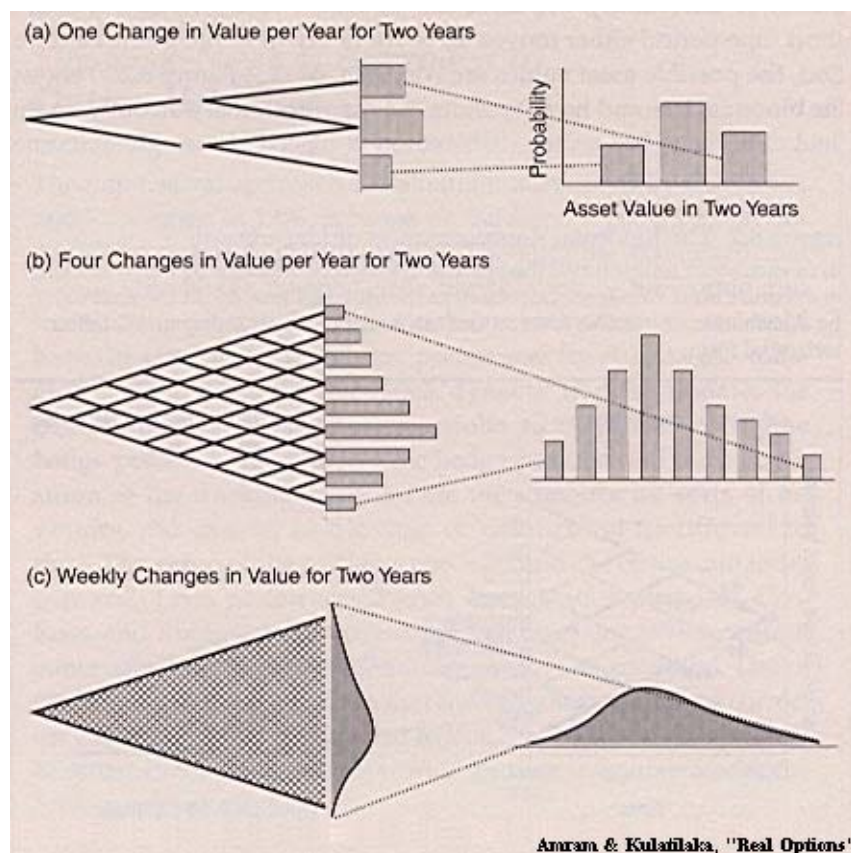 (a) One Change in Value per Year for Two Years
Probability
Asset Value in Two Years
(b) Four Changes in Value per Year for Two Years
(c) Weekly Changes in Value for Two Years
Amram & Kulatilaka, "Real Options"